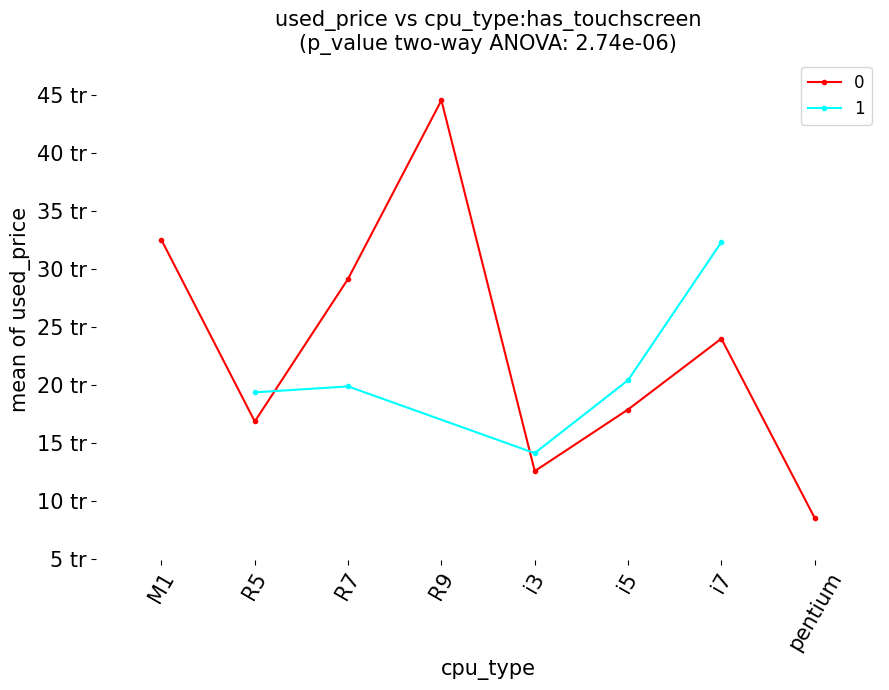 used_price vs cpu_type:has_touchscreen
(p_value two-way ANOVA: 2.74e-06)
0
1
45 tr
40 tr
35 tr
30 tr
25 tr
20 tr
15 tr
10 tr
5 tr
mean of used_price
M1
R5
R7
R9
i3
i5
i7
pentium
cpu_type